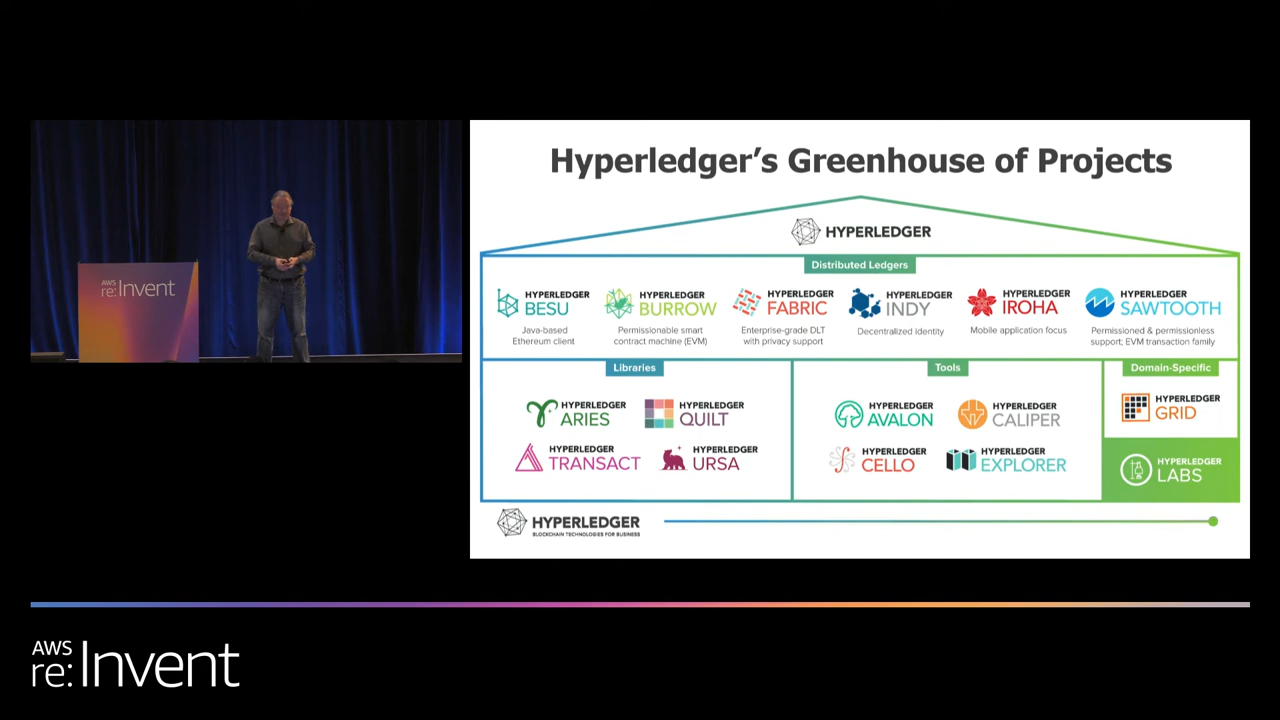 AWS
re:Invent
Hyperledger's Greenhouse of Projects
HYPERLEDGER
Distributed Ledgers
HYPERLEDGER
BESU
Java-based
Ethereum client
HYPERLEDGER
BURROW
Permissionable smart
contract machine (EVM)
HYPERLEDGER
FABRIC
Enterprise-grade DLT
with privacy support
HYPERLEDGER
INDY
Decentralized identity
HYPERLEDGER
IROHA
Mobile application focus
HYPERLEDGER
SAWTOOTH
Permissioned & permissionless
support; EVM transaction family
Libraries
HYPERLEDGER
ARIES
HYPERLEDGER
QUILT
HYPERLEDGER
TRANSACT
HYPERLEDGER
URSA
Tools
HYPERLEDGER
AVALON
HYPERLEDGER
CALIPER
HYPERLEDGER
CELLO
HYPERLEDGER
EXPLORER
Domain-Specific
HYPERLEDGER
GRID
HYPERLEDGER
LABS
HYPERLEDGER
BLOCKCHAIN TECHNOLOGIES FOR BUSINESS
AWS
re:Invent